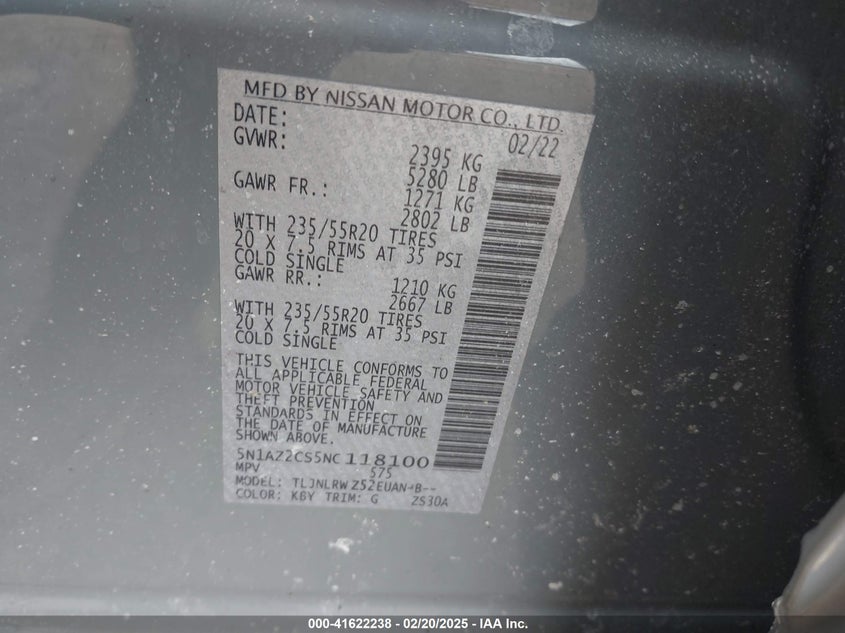 MFD BY NISSAN MOTOR CO., LTD.
DATE: 02/22
GVWR: 2395 KG
5280 LB
GAWR FR.: 1271 KG
2802 LB
WITH 235/55R20 TIRES
20 X 7.5 RIMS AT 35 PSI
COLD SINGLE
GAWR RR.: 1210 KG
2667 LB
WITH 235/55R20 TIRES
20 X 7.5 RIMS AT 35 PSI
COLD SINGLE
THIS VEHICLE CONFORMS TO
ALL APPLICABLE FEDERAL
MOTOR VEHICLE SAFETY AND
THEFT PREVENTION
STANDARDS IN EFFECT ON
THE DATE OF MANUFACTURE
SHOWN ABOVE.
5N1AZ2CS5NC118100
MPV 575
MODEL: TLJNLRWZ52EUAN-B--
COLOR: KBY TRIM: G ZS30A
000-41622238 - 02/20/2025 - IAA Inc.